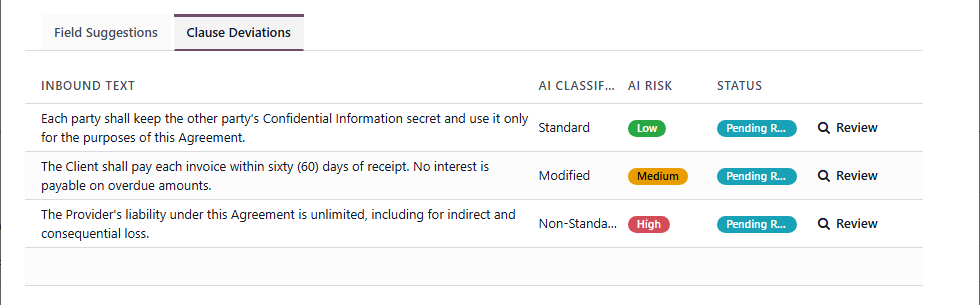 Field Suggestions
Clause Deviations
INBOUND TEXT
AI CLASSIF...
AI RISK
STATUS
Each party shall keep the other party's Confidential Information secret and use it only
for the purposes of this Agreement.
Standard
Low
Pending R...
Review
The Client shall pay each invoice within sixty (60) days of receipt. No interest is
payable on overdue amounts.
Modified
Medium
Pending R...
Review
The Provider's liability under this Agreement is unlimited, including for indirect and
consequential loss.
Non-Standa...
High
Pending R...
Review